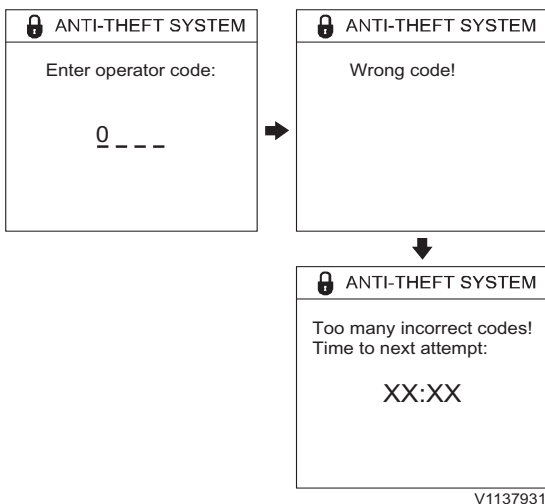 ANTI-THEFT SYSTEM
Enter operator code:
0 _ _ _
ANTI-THEFT SYSTEM
Wrong code!
ANTI-THEFT SYSTEM
Too many incorrect codes!
Time to next attempt:
XX:XX
V1137931